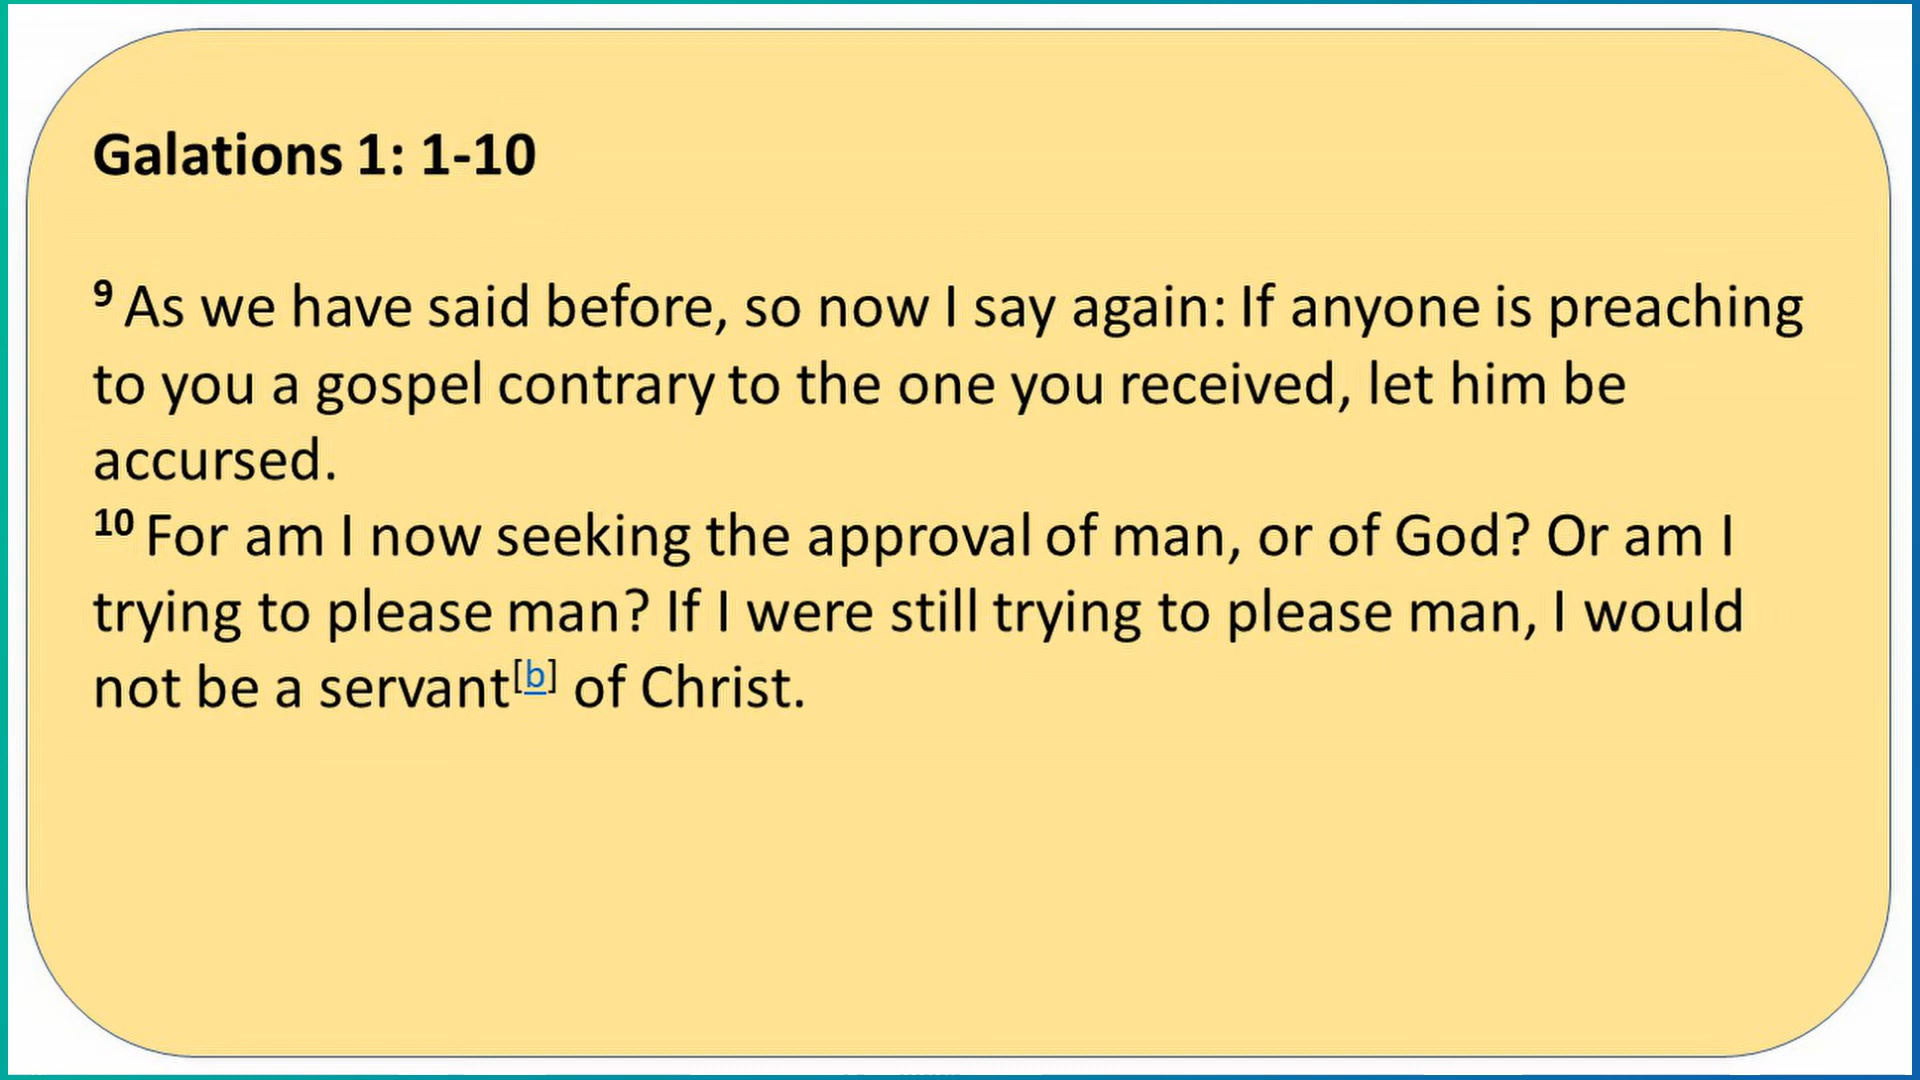 Galations 1: 1-10
9 As we have said before, so now I say again: If anyone is preaching
to you a gospel contrary to the one you received, let him be
accursed.
10 For am I now seeking the approval of man, or of God? Or am I
trying to please man? If I were still trying to please man, I would
not be a servant[b] of Christ.